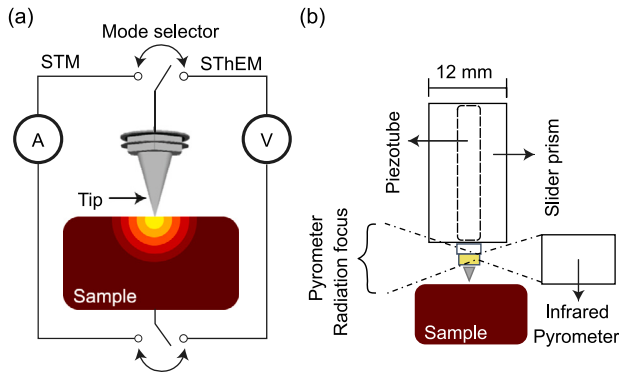 (a)
Mode selector
STM
SThEM
A
V
Tip
Sample
(b)
12 mm
Piezotube
Slider prism
Pyrometer
Radiation focus
Infrared
Pyrometer
Sample